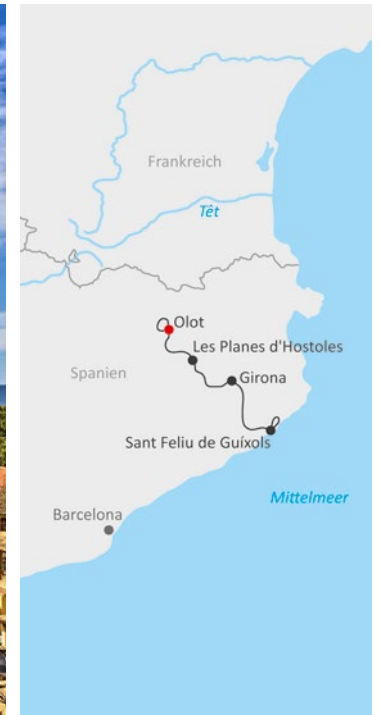 Frankreich
Têt
Olot
Les Planes d'Hostoles
Spanien
Girona
Sant Feliu de Guíxols
Mittelmeer
Barcelona